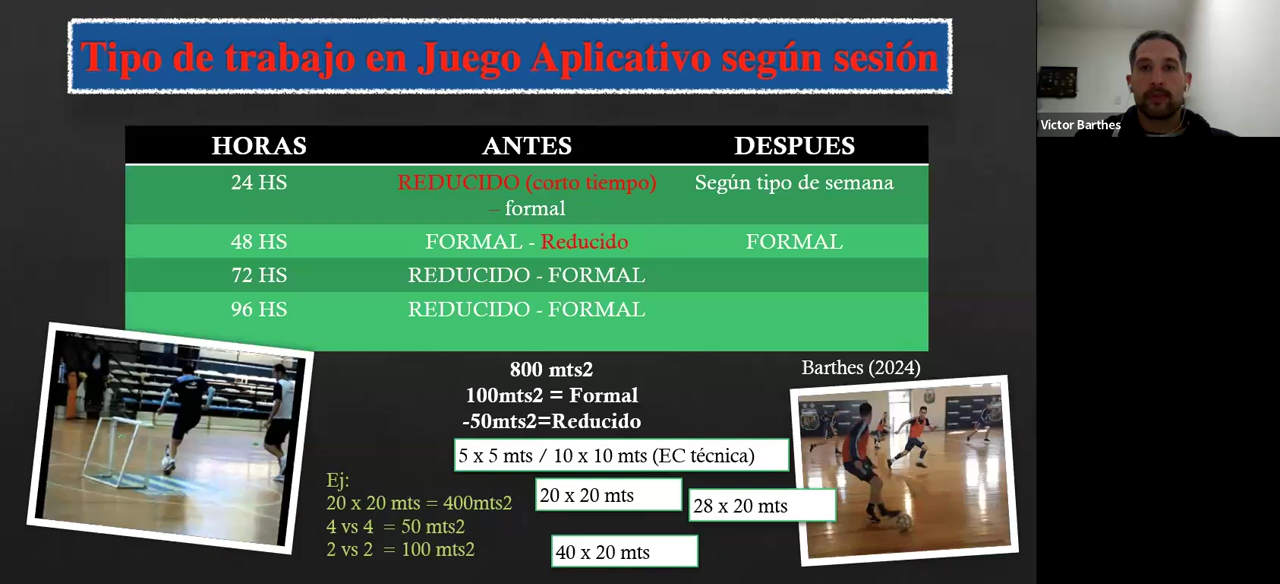 Tipo de trabajo en Juego Aplicativo según sesión
Victor Barthes
HORAS ANTES DESPUES
24 HS REDUCIDO (corto tiempo) – formal Según tipo de semana
48 HS FORMAL - Reducido FORMAL
72 HS REDUCIDO - FORMAL
96 HS REDUCIDO - FORMAL
800 mts2
100mts2 = Formal
-50mts2=Reducido
Barthes (2024)
5 x 5 mts / 10 x 10 mts (EC técnica)
20 x 20 mts
28 x 20 mts
40 x 20 mts
Ej:
20 x 20 mts = 400mts2
4 vs 4 = 50 mts2
2 vs 2 = 100 mts2